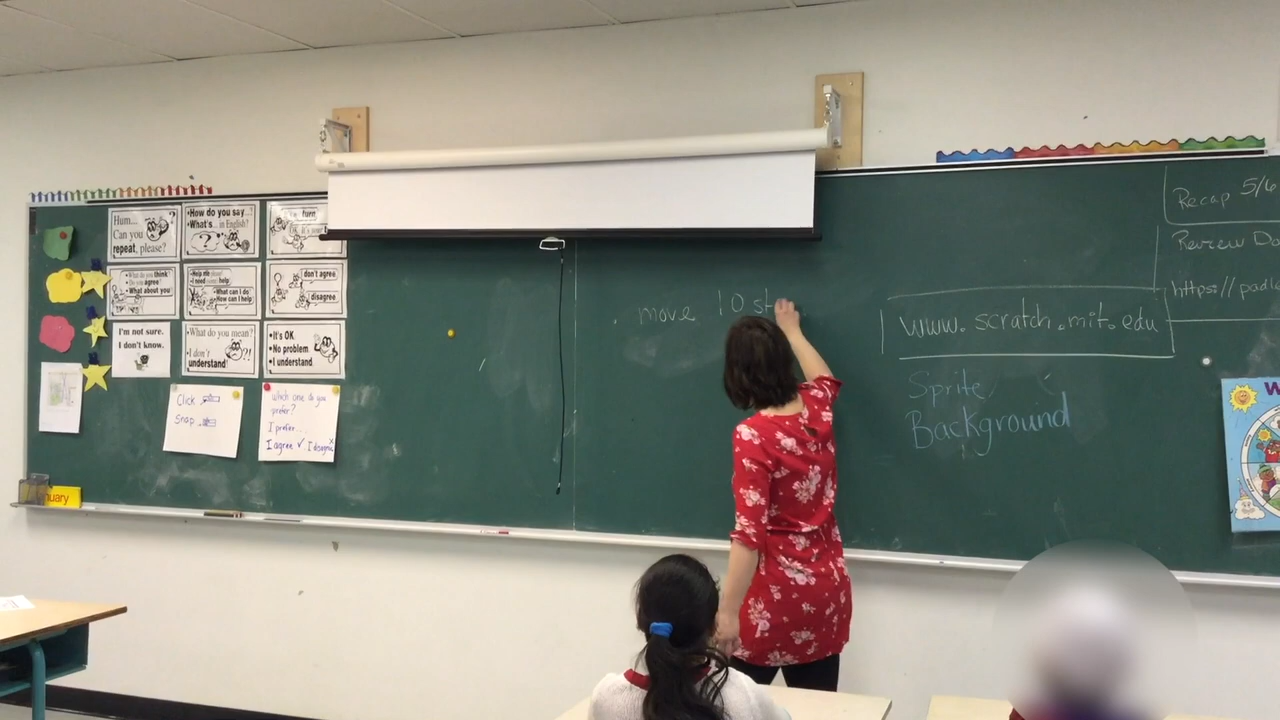 Hum....
Can you
repeat, please?
•How do you say...?
•What's... in English?
turn
• What do you think?
•Do you agree?
•What about you
•Help me please!
•I need help
•What can I do?
How can I help?
don't agree
disagree
I'm not sure.
I don't know.
What do you mean?
•I don't
understand!
•It's OK.
•No problem.
•I understand
Click
Snap
which one do you
prefer?
I prefer...
I agree ✓ I disagree X
nuary
move 10 st
www.scratch.mit.edu
Sprite
Background
Recap 5/6
Review Da
https://padl
W